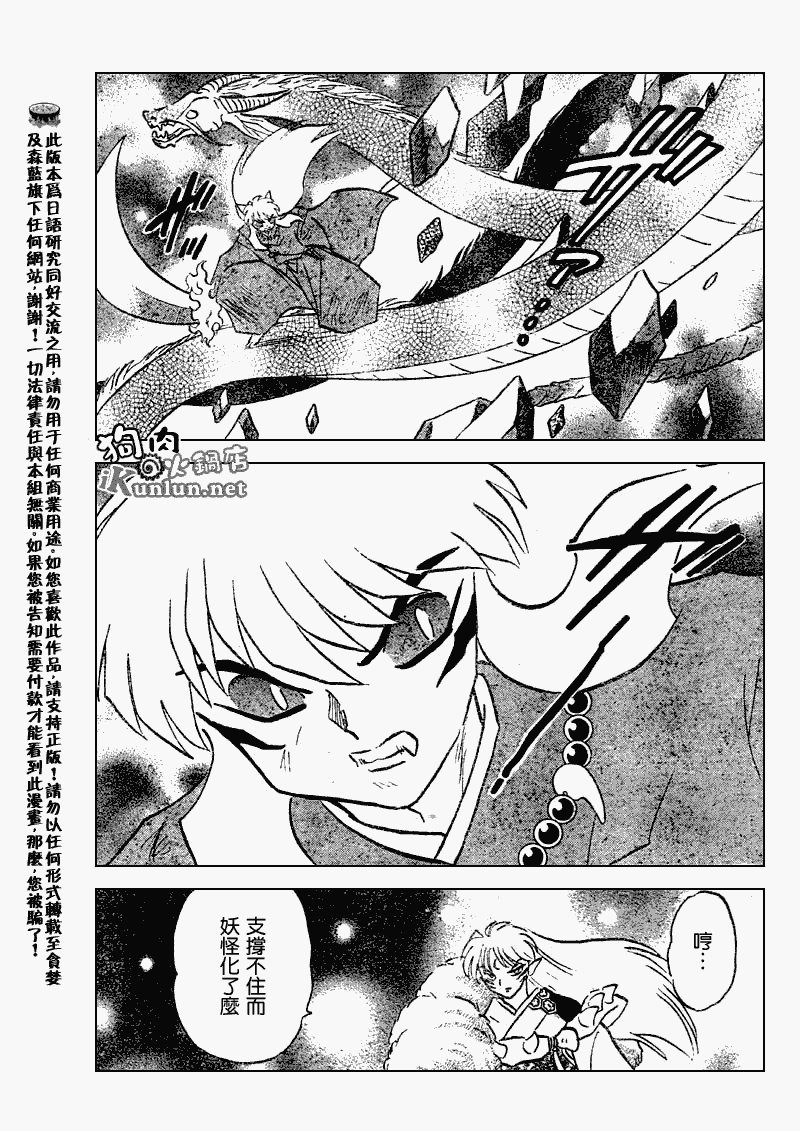 此版本爲日語研究同好交流之用,請勿用于任何商業用途。如您喜歡此作品,請支持正版!請勿以任何形式轉載至貪婪
及森藍旗下任何網站,謝謝!一切法律責任與本組無關。如果您被告知需要付款才能看到此漫畫,那麼,您被騙了!
狗肉
火鍋店
iKunlun.net
哼…
支撐不住而
妖怪化了麼